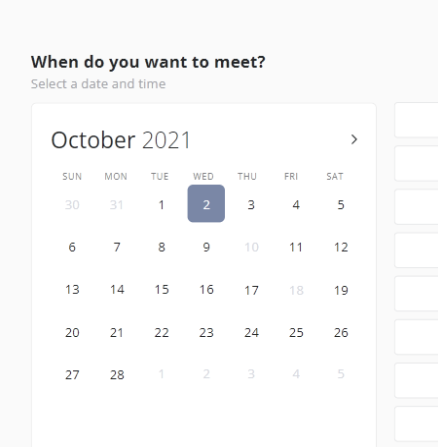 When do you want to meet?
Select a date and time
October 2021
SUN MON TUE WED THU FRI SAT
30 31 1 2 3 4 5
6 7 8 9 10 11 12
13 14 15 16 17 18 19
20 21 22 23 24 25 26
27 28 1 2 3 4 5